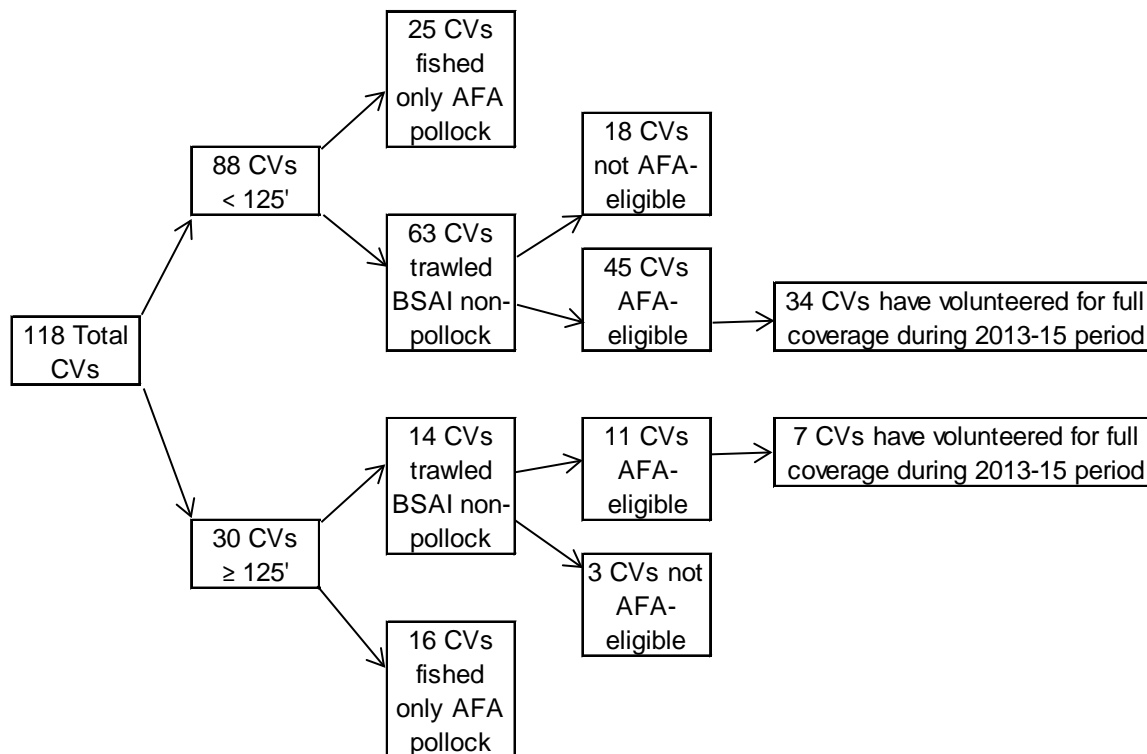 118 Total
CVs
88 CVs
< 125'
25 CVs
fished
only AFA
pollock
63 CVs
trawled
BSAI non-
pollock
18 CVs
not AFA-
eligible
45 CVs
AFA-
eligible
34 CVs have volunteered for full
coverage during 2013-15 period
30 CVs
≥ 125'
14 CVs
trawled
BSAI non-
pollock
11 CVs
AFA-
eligible
7 CVs have volunteered for full
coverage during 2013-15 period
3 CVs not
AFA-
eligible
16 CVs
fished
only AFA
pollock